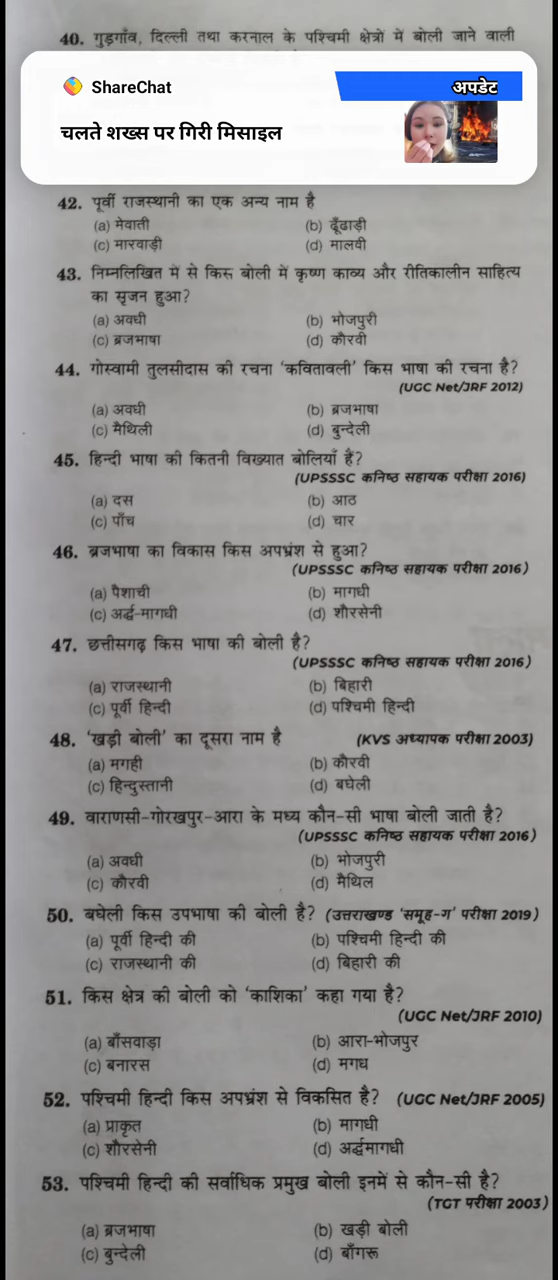 40. गुड़गाँव, दिल्ली तथा करनाल के पश्चिमी क्षेत्रों में बोली जाने वाली
ShareChat
अपडेट
चलते शख्स पर गिरी मिसाइल
42. पूर्वी राजस्थानी का एक अन्य नाम है
(a) मेवाती (b) ढूँढाड़ी
(c) मारवाड़ी (d) मालवी
43. निम्नलिखित में से किस बोली में कृष्ण काव्य और रीतिकालीन साहित्य
का सृजन हुआ?
(a) अवधी (b) भोजपुरी
(c) ब्रजभाषा (d) कौरवी
44. गोस्वामी तुलसीदास की रचना ‘कवितावली’ किस भाषा की रचना है?
(UGC Net/JRF 2012)
(a) अवधी (b) ब्रजभाषा
(c) मैथिली (d) बुन्देली
45. हिन्दी भाषा की कितनी विख्यात बोलियाँ हैं?
(UPSSSC कनिष्ठ सहायक परीक्षा 2016)
(a) दस (b) आठ
(c) पाँच (d) चार
46. ब्रजभाषा का विकास किस अपभ्रंश से हुआ?
(UPSSSC कनिष्ठ सहायक परीक्षा 2016)
(a) पैशाची (b) मागधी
(c) अर्द्ध-मागधी (d) शौरसेनी
47. छत्तीसगढ़ किस भाषा की बोली है?
(UPSSSC कनिष्ठ सहायक परीक्षा 2016)
(a) राजस्थानी (b) बिहारी
(c) पूर्वी हिन्दी (d) पश्चिमी हिन्दी
48. ‘खड़ी बोली’ का दूसरा नाम है (KVS अध्यापक परीक्षा 2003)
(a) मगही (b) कौरवी
(c) हिन्दुस्तानी (d) बघेली
49. वाराणसी-गोरखपुर-आरा के मध्य कौन-सी भाषा बोली जाती है?
(UPSSSC कनिष्ठ सहायक परीक्षा 2016)
(a) अवधी (b) भोजपुरी
(c) कौरवी (d) मैथिल
50. बघेली किस उपभाषा की बोली है? (उत्तराखण्ड ‘समूह-ग’ परीक्षा 2019)
(a) पूर्वी हिन्दी की (b) पश्चिमी हिन्दी की
(c) राजस्थानी की (d) बिहारी की
51. किस क्षेत्र की बोली को ‘काशिका’ कहा गया है?
(UGC Net/JRF 2010)
(a) बाँसवाड़ा (b) आरा-भोजपुर
(c) बनारस (d) मगध
52. पश्चिमी हिन्दी किस अपभ्रंश से विकसित है? (UGC Net/JRF 2005)
(a) प्राकृत (b) मागधी
(c) शौरसेनी (d) अर्द्धमागधी
53. पश्चिमी हिन्दी की सर्वाधिक प्रमुख बोली इनमें से कौन-सी है?
(TGT परीक्षा 2003)
(a) ब्रजभाषा (b) खड़ी बोली
(c) बुन्देली (d) बाँगरू